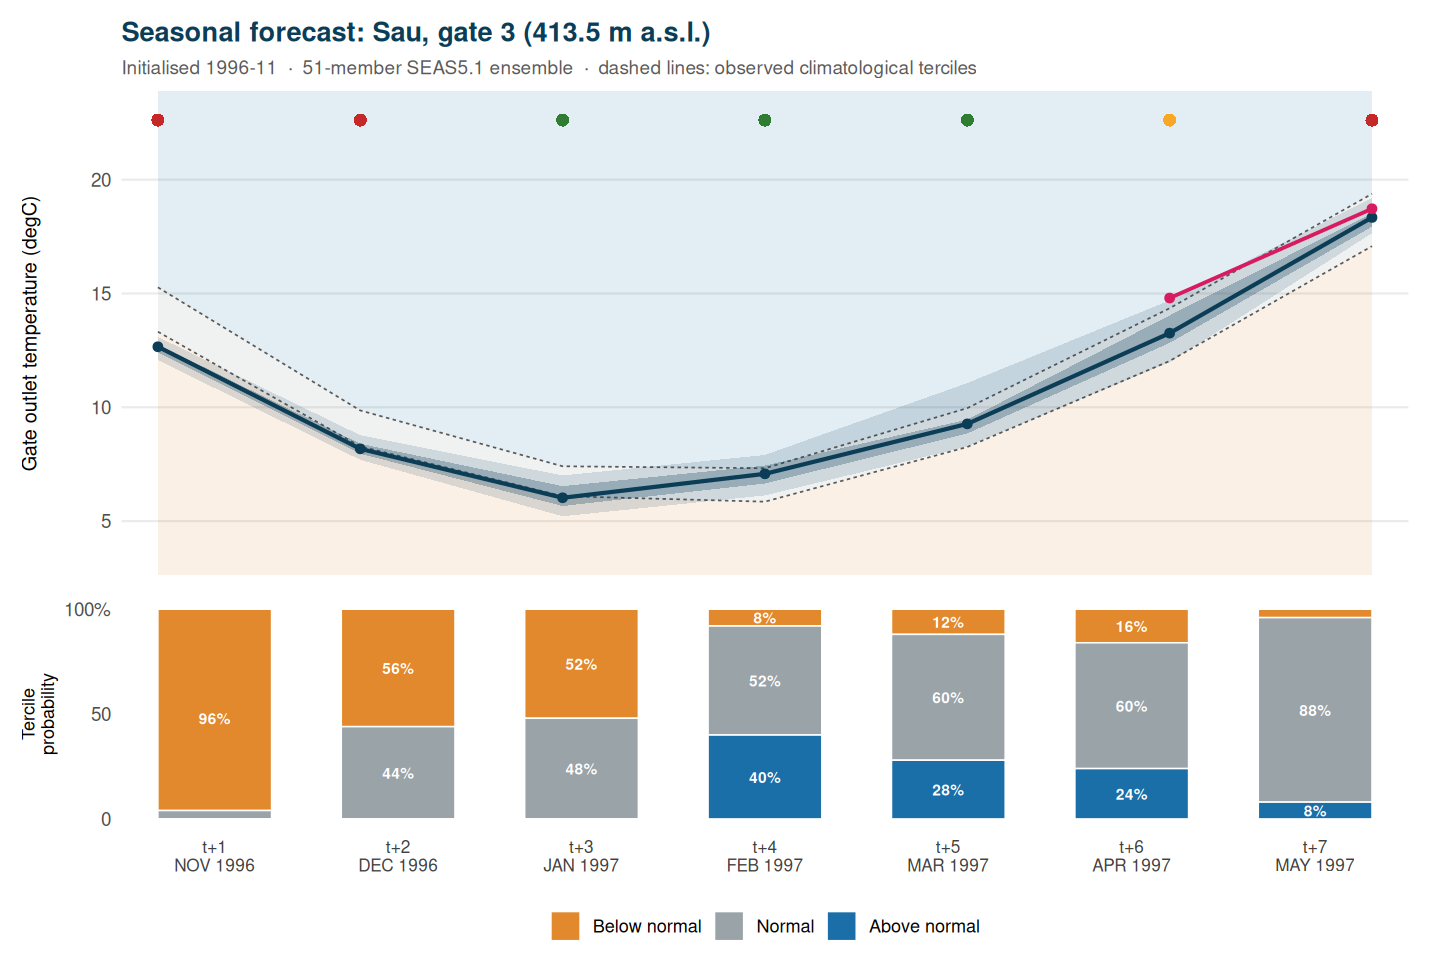 Seasonal forecast: Sau, gate 3 (413.5 m a.s.l.)
Initialised 1996-11 · 51-member SEAS5.1 ensemble · dashed lines: observed climatological terciles
Gate outlet temperature (degC)
20
15
10
5
Tercile
probability
100%
50
0
96%
56%
44%
52%
48%
8%
52%
40%
12%
60%
28%
16%
60%
24%
88%
8%
t+1
NOV 1996
t+2
DEC 1996
t+3
JAN 1997
t+4
FEB 1997
t+5
MAR 1997
t+6
APR 1997
t+7
MAY 1997
Below normal
Normal
Above normal